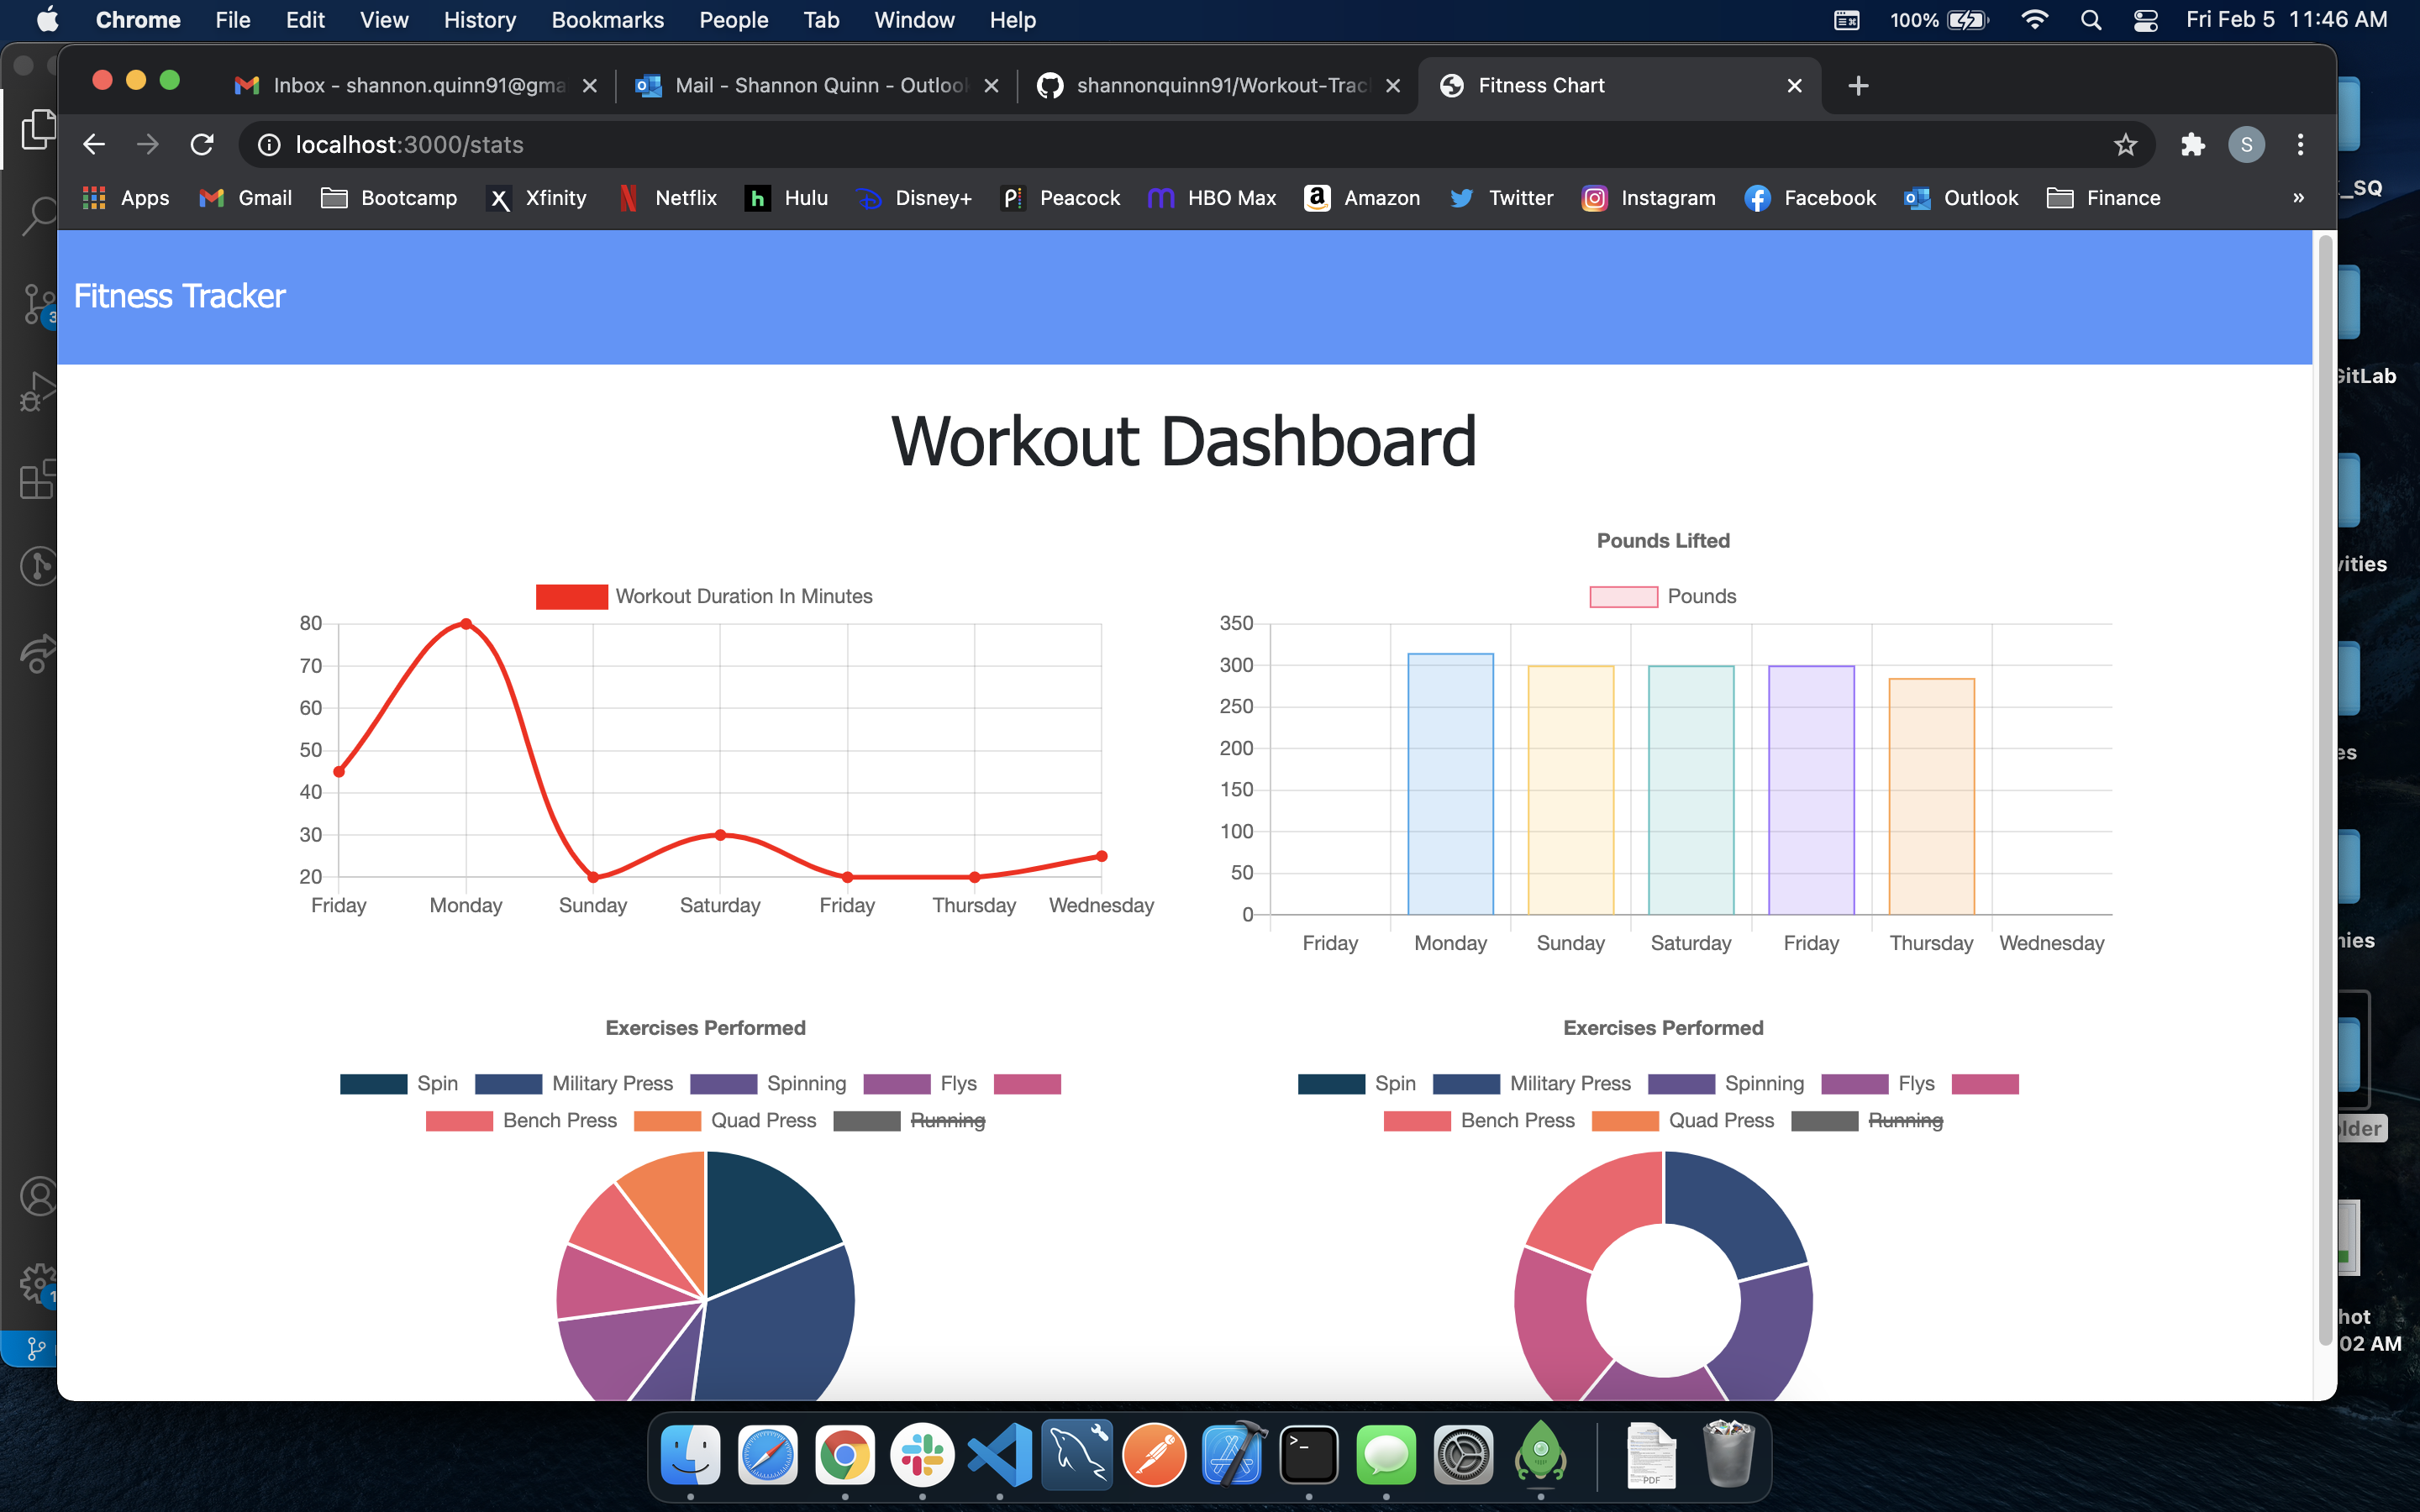 Chrome File Edit View History Bookmarks People Tab Window Help 100% Fri Feb 5 11:46 AM
Inbox - shannon.quinn91@gma Mail - Shannon Quinn - Outlook shannonquinn91/Workout-Trac Fitness Chart
localhost:3000/stats S
Apps Gmail Bootcamp Xfinity Netflix Hulu Disney+ Peacock HBO Max Amazon Twitter Instagram Facebook Outlook Finance »
_SQ
Fitness Tracker
GitLab
Workout Dashboard
Pounds Lifted
vities
Workout Duration In Minutes
Pounds
80
70
60
50
40
30
20
Friday Monday Sunday Saturday Friday Thursday Wednesday
350
300
250
200
150
100
50
0
Friday Monday Sunday Saturday Friday Thursday Wednesday
es
nies
Exercises Performed
Spin Military Press Spinning Flys
Bench Press Quad Press Running
Exercises Performed
Spin Military Press Spinning Flys
Bench Press Quad Press Running
older
hot
02 AM
3
1
PDF